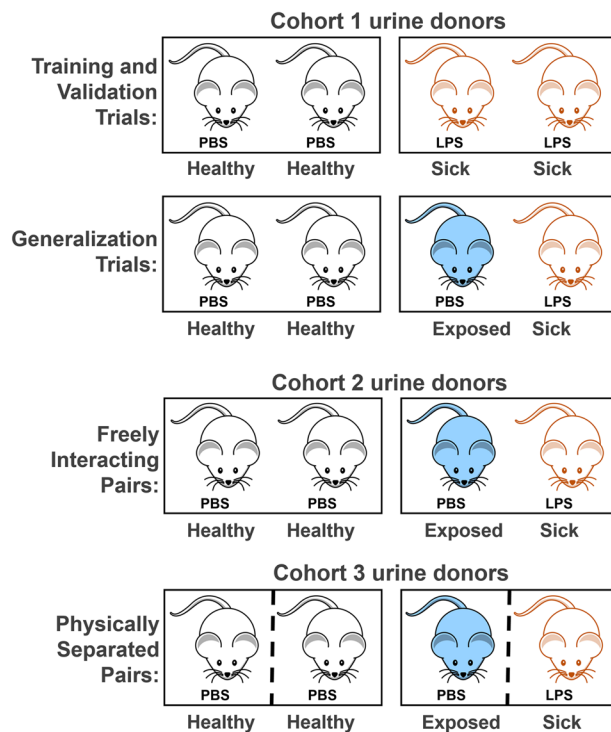 Cohort 1 urine donors
Training and
Validation
Trials:
PBS PBS LPS LPS
Healthy Healthy Sick Sick
Generalization
Trials:
PBS PBS PBS LPS
Healthy Healthy Exposed Sick
Cohort 2 urine donors
Freely
Interacting
Pairs:
PBS PBS PBS LPS
Healthy Healthy Exposed Sick
Cohort 3 urine donors
Physically
Separated
Pairs:
PBS PBS PBS LPS
Healthy Healthy Exposed Sick